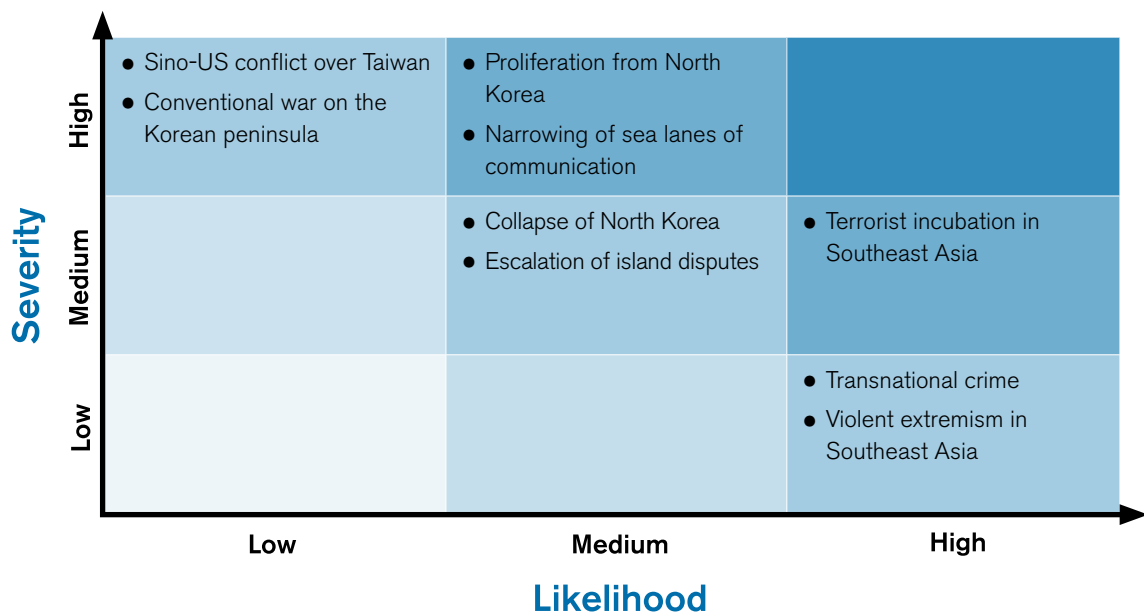 Severity
High
● Sino-US conflict over Taiwan
● Conventional war on the
Korean peninsula
● Proliferation from North
Korea
● Narrowing of sea lanes of
communication
Medium
● Collapse of North Korea
● Escalation of island disputes
● Terrorist incubation in
Southeast Asia
Low
● Transnational crime
● Violent extremism in
Southeast Asia
Low
Medium
High
Likelihood